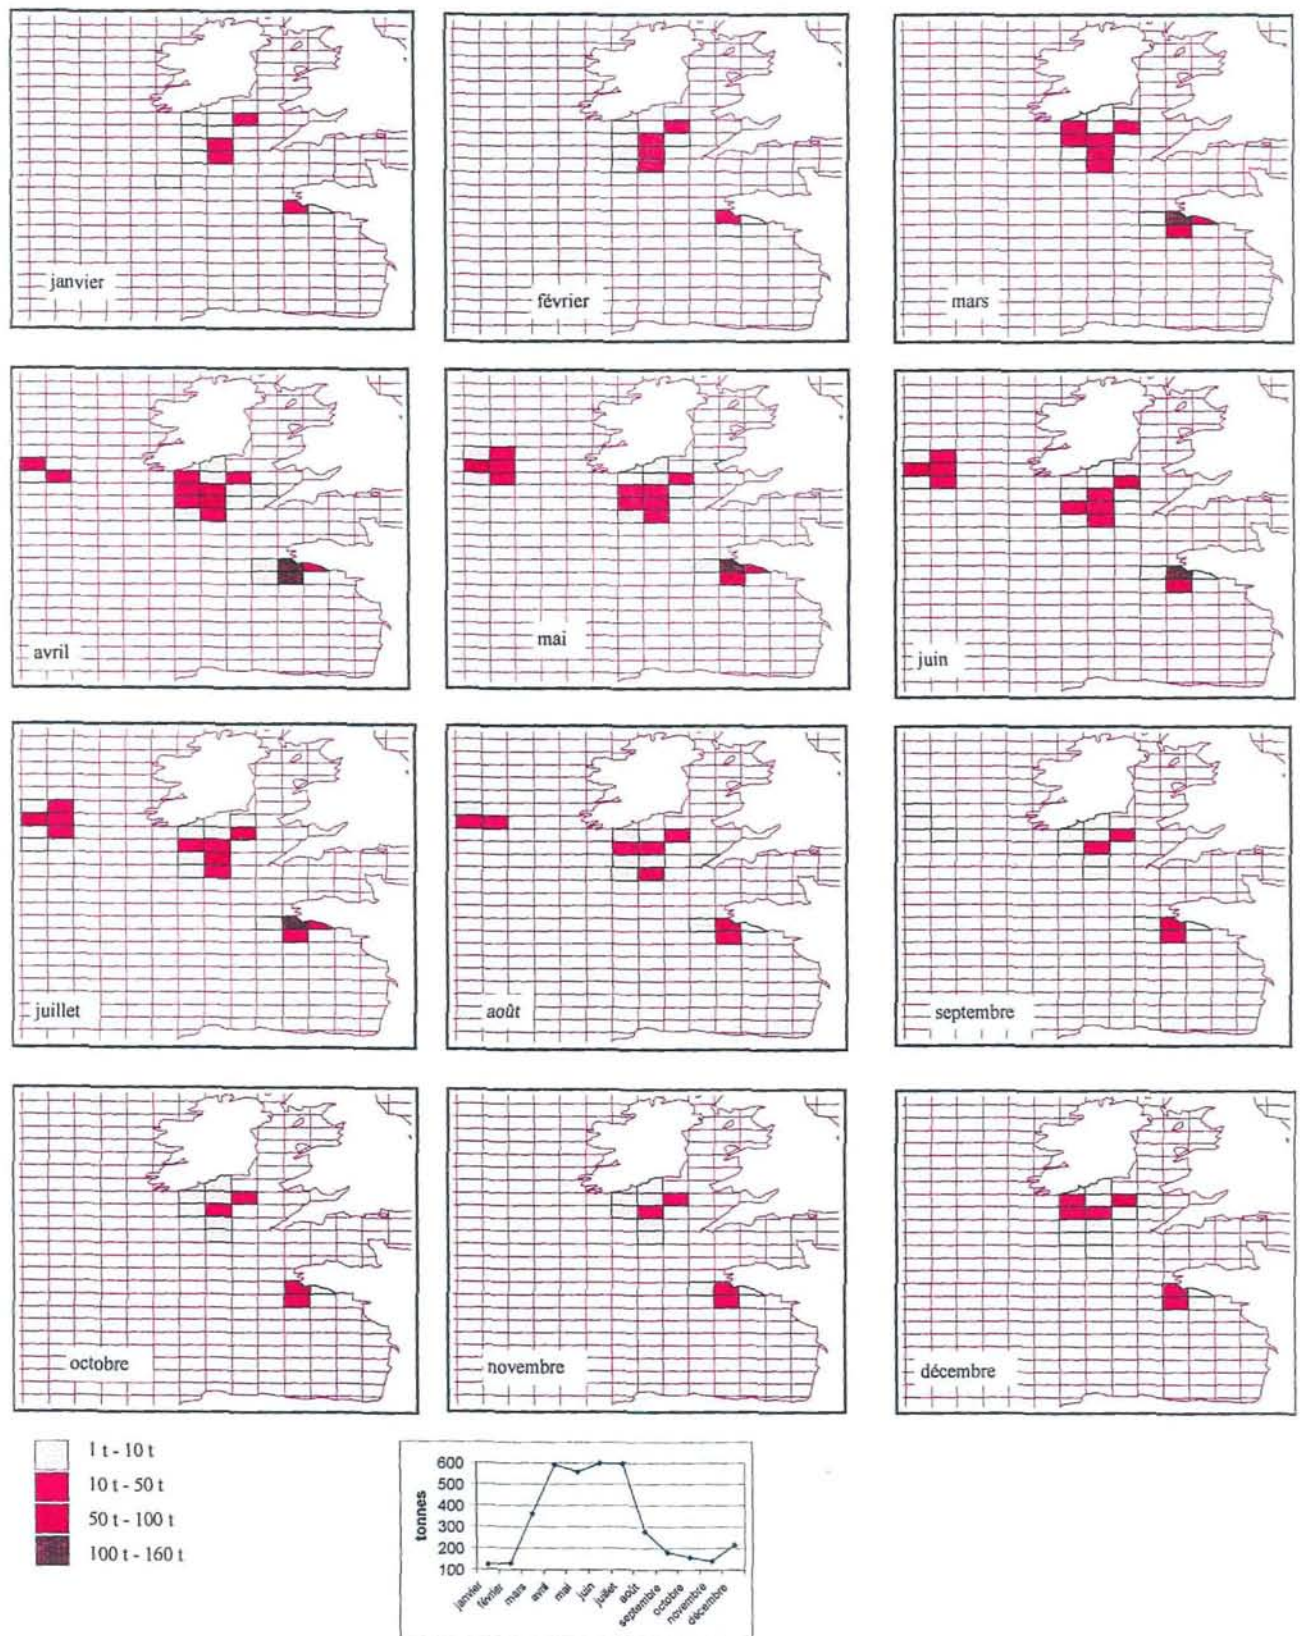 janvier
février
mars
avril
mai
juin
juillet
août
septembre
octobre
novembre
décembre
1 t - 10 t
10 t - 50 t
50 t - 100 t
100 t - 160 t
tonnes
600
500
400
300
200
100
janvier
février
mars
avril
mai
juin
juillet
août
septembre
octobre
novembre
décembre